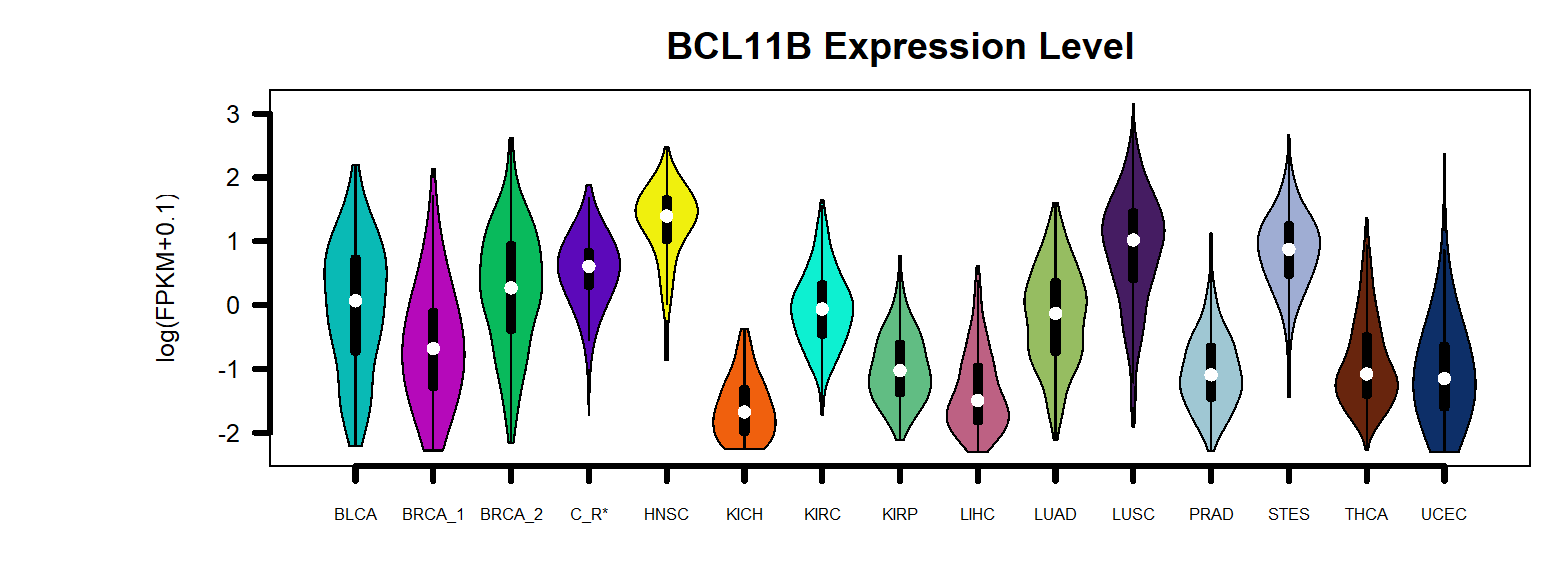 BCL11B Expression Level
log(FPKM+0.1)
3
2
1
0
-1
-2
BLCA BRCA_1 BRCA_2 C_R* HNSC KICH KIRC KIRP LIHC LUAD LUSC PRAD STES THCA UCEC